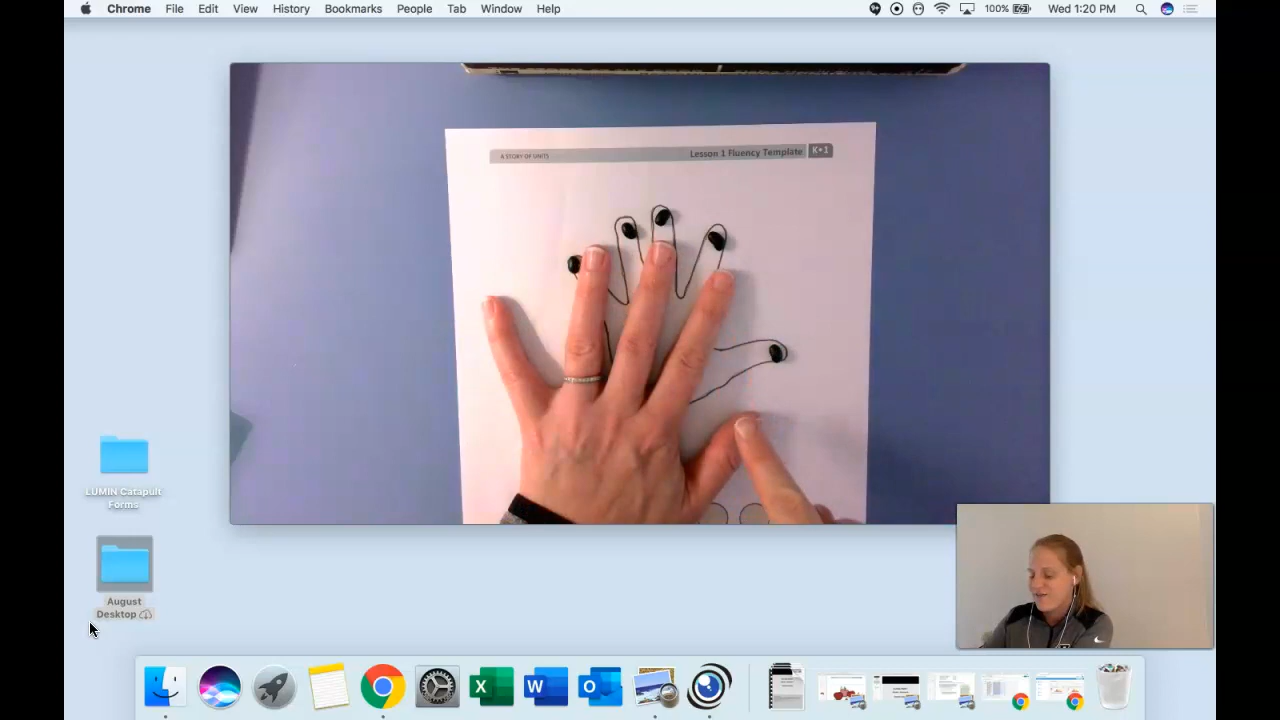 Chrome File Edit View History Bookmarks People Tab Window Help 100% Wed 1:20 PM
A STORY OF UNITS Lesson 1 Fluency Template K•1
LUMIN Catapult
Forms
August
Desktop
X W O